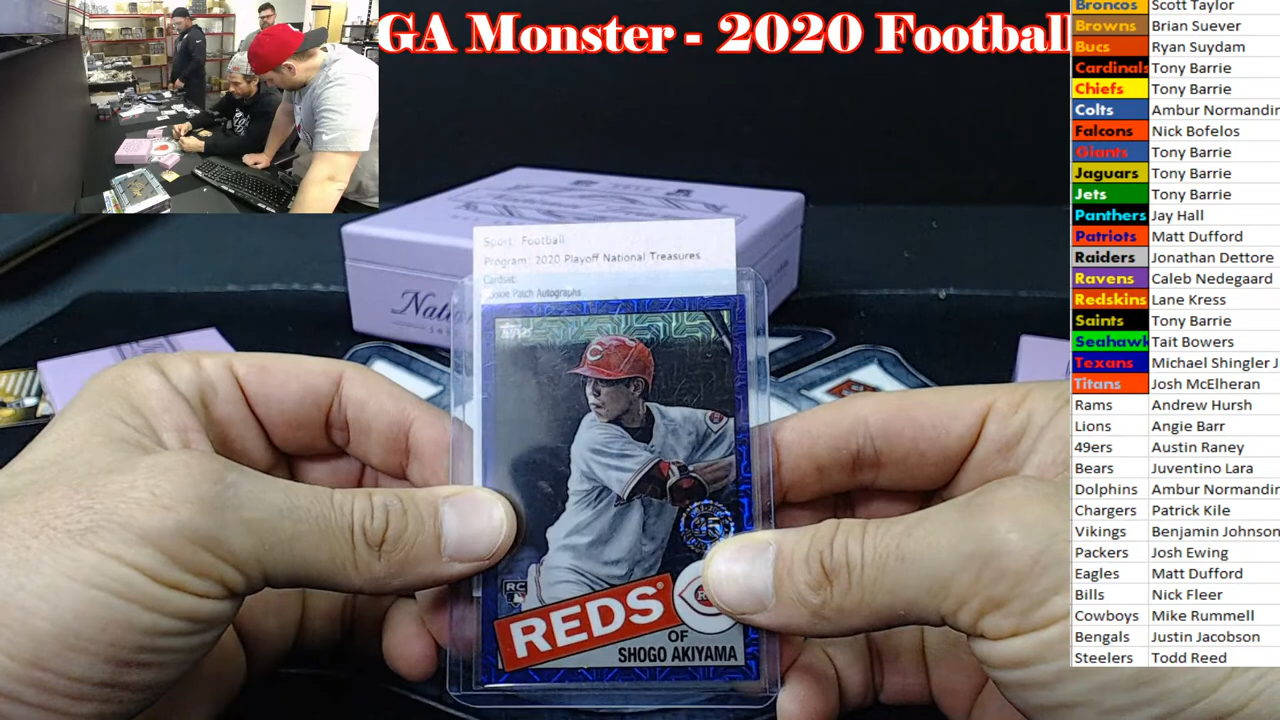 GA Monster - 2020 Football
Broncos Scott Taylor
Browns Brian Suever
Bucs Ryan Suydam
Cardinals Tony Barrie
Chiefs Tony Barrie
Colts Ambur Normandin
Falcons Nick Bofelos
Giants Tony Barrie
Jaguars Tony Barrie
Jets Tony Barrie
Panthers Jay Hall
Patriots Matt Dufford
Raiders Jonathan Dettore
Ravens Caleb Nedegaard
Redskins Lane Kress
Saints Tony Barrie
Seahawk Tait Bowers
Texans Michael Shingler J
Titans Josh McElheran
Rams Andrew Hursh
Lions Angie Barr
49ers Austin Raney
Bears Juventino Lara
Dolphins Ambur Normandin
Chargers Patrick Kile
Vikings Benjamin Johnson
Packers Josh Ewing
Eagles Matt Dufford
Bills Nick Fleer
Cowboys Mike Rummell
Bengals Justin Jacobson
Steelers Todd Reed
Sport: Football
Program: 2020 Playoff National Treasures
Cardset:
Rookie Patch Autographs
Topps
C
35
RC
REDS
OF
SHOGO AKIYAMA